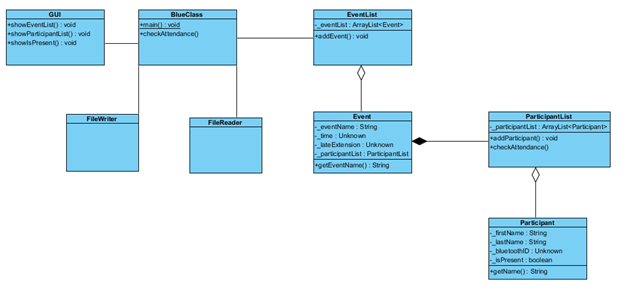 GUI
+showEventList() : void
+showParticipantList() : void
+showIsPresent() : void
BlueClass
+main() : void
+checkAttendance()
EventList
-_eventList : ArrayList<Event>
+addEvent() : void
FileWriter
FileReader
Event
-_eventName : String
-_time : Unknown
-_lateExtension : Unknown
-_participantList : ParticipantList
+getEventName() : String
ParticipantList
-_participantList : ArrayList<Participant>
+addParticipant() : void
+checkAttendance()
Participant
-_firstName : String
-_lastName : String
-_bluetoothID : Unknown
-_isPresent : boolean
+getName() : String